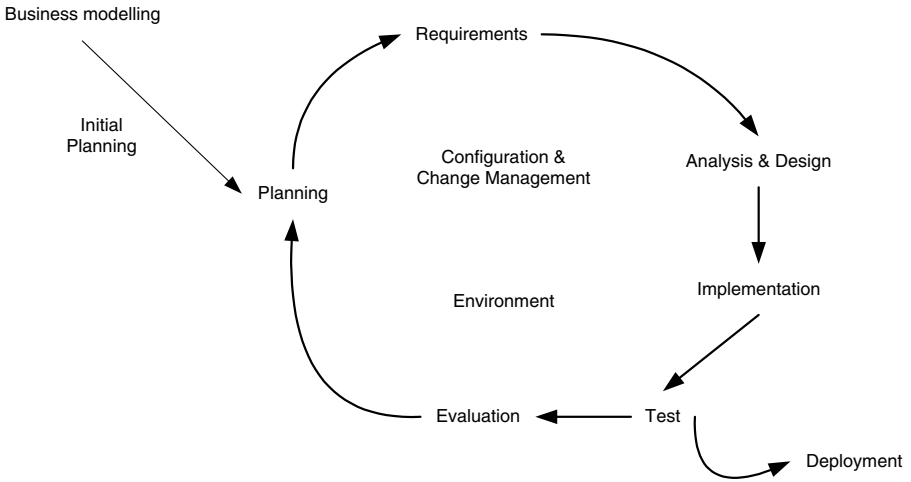 Business modelling
Requirements
Initial
Planning
Configuration &
Change Management
Analysis & Design
Planning
Implementation
Environment
Evaluation
Test
Deployment